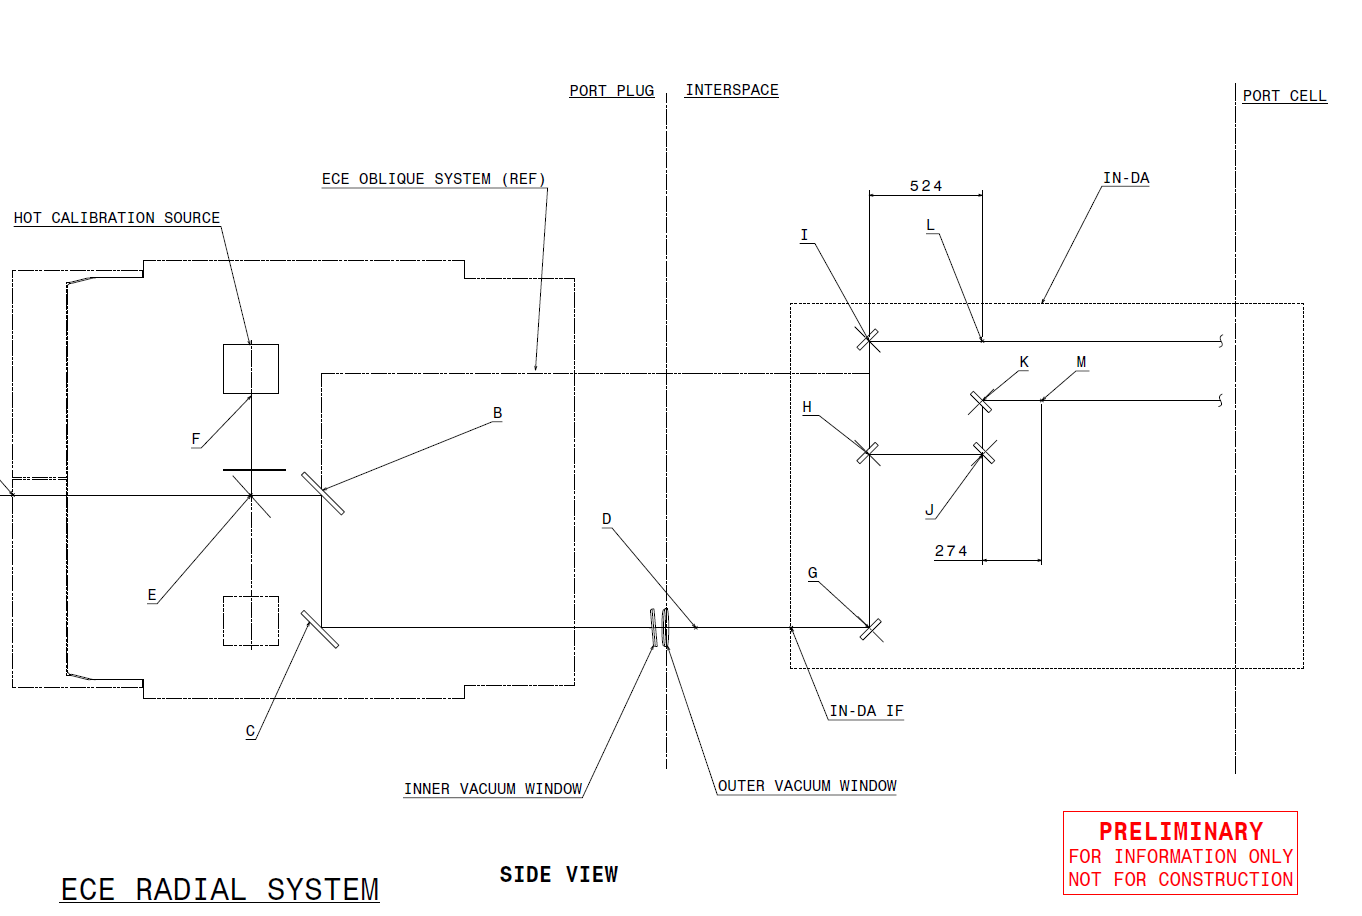 PORT PLUG
INTERSPACE
PORT CELL
ECE OBLIQUE SYSTEM (REF)
IN-DA
524
HOT CALIBRATION SOURCE
L
I
K
M
H
B
F
J
D
274
G
E
IN-DA IF
C
INNER VACUUM WINDOW
OUTER VACUUM WINDOW
PRELIMINARY
FOR INFORMATION ONLY
NOT FOR CONSTRUCTION
SIDE VIEW
ECE RADIAL SYSTEM